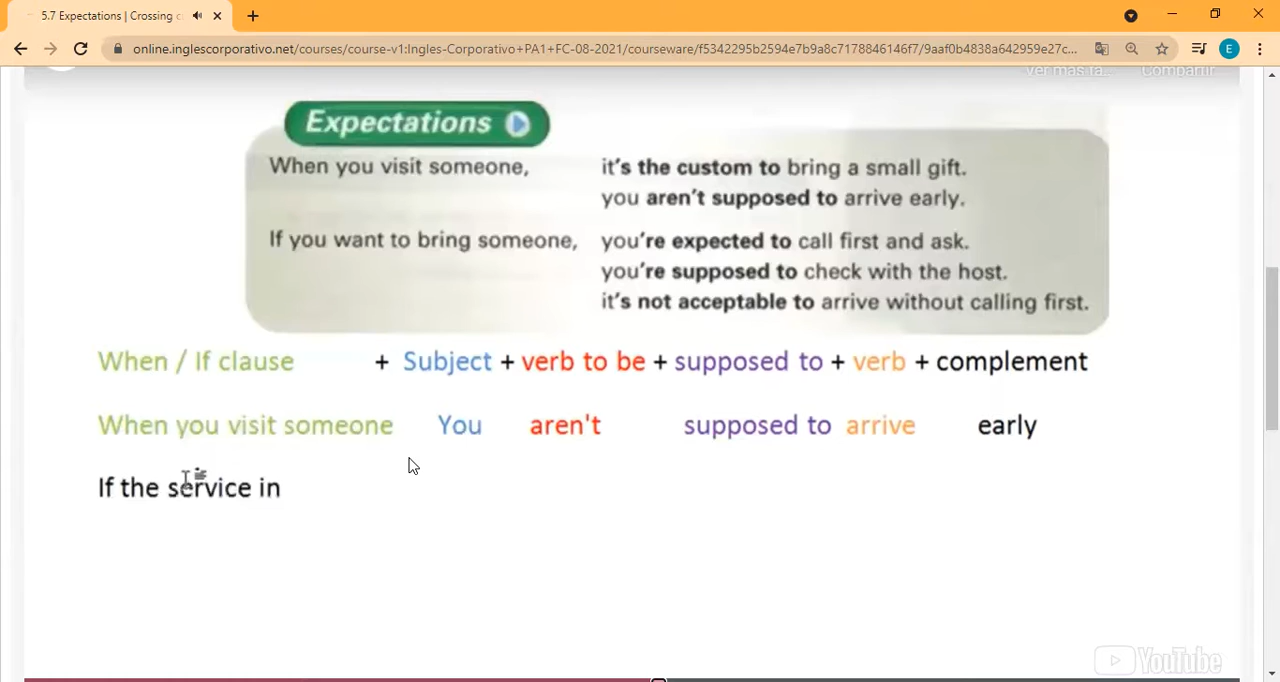 5.7 Expectations | Crossing c
online.inglescorporativo.net/courses/course-v1:Ingles-Corporativo+PA1+FC-08-2021/courseware/f5342295b2594e7b9a8c7178846146f7/9aaf0b4838a642959e27c...
E
Ver más ta... Compartir
Expectations
When you visit someone, it's the custom to bring a small gift.
you aren't supposed to arrive early.
If you want to bring someone, you're expected to call first and ask.
you're supposed to check with the host.
it's not acceptable to arrive without calling first.
When / If clause + Subject + verb to be + supposed to + verb + complement
When you visit someone You aren't supposed to arrive early
If the service in
YouTube